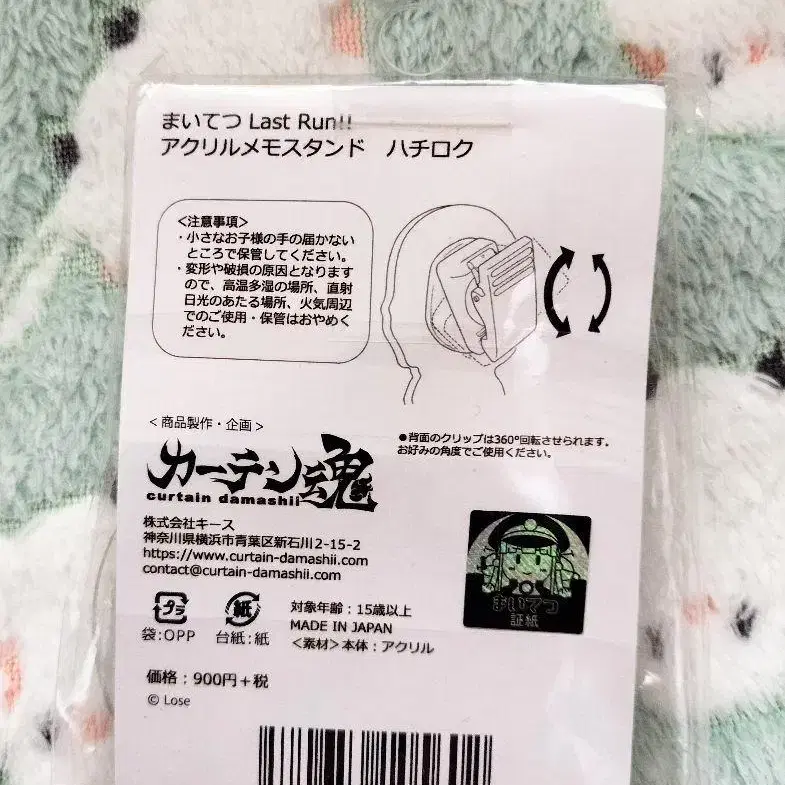 まいてつ Last Run!!
アクリルメモスタンド　ハチロク
＜注意事項＞
・小さなお子様の手の届かない
ところで保管してください。
・変形や破損の原因となります
ので、高温多湿の場所、直射
日光のあたる場所、火気周辺
でのご使用・保管はおやめく
ださい。
●背面のクリップは360°回転させられます。
お好みの角度でご使用ください。
＜商品製作・企画＞
カーテン魂
curtain damashii
株式会社キース
神奈川県横浜市青葉区新石川2-15-2
https://www.curtain-damashii.com
contact@curtain-damashii.com
まいてつ
証紙
プラ
袋:OPP
紙
台紙:紙
対象年齢：15歳以上
MADE IN JAPAN
＜素材＞本体：アクリル
価格：900円＋税
© Lose